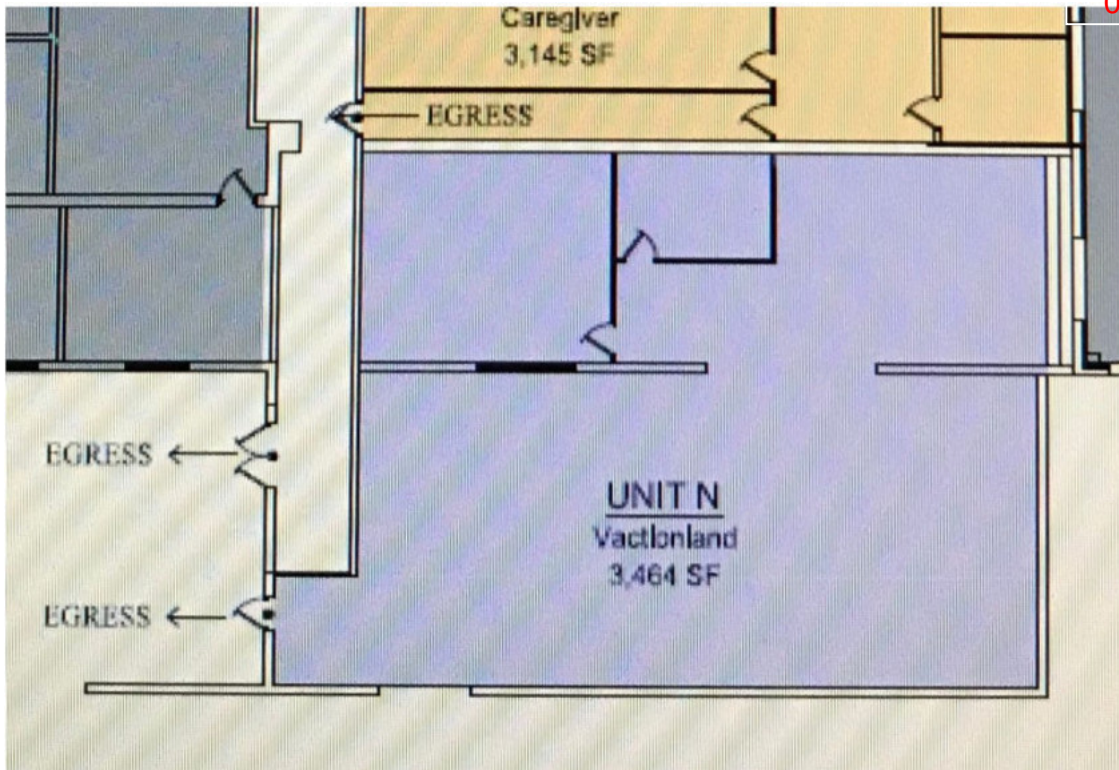 Caregiver
3,145 SF
EGRESS
EGRESS
UNIT N
Vactionland
3,464 SF
EGRESS